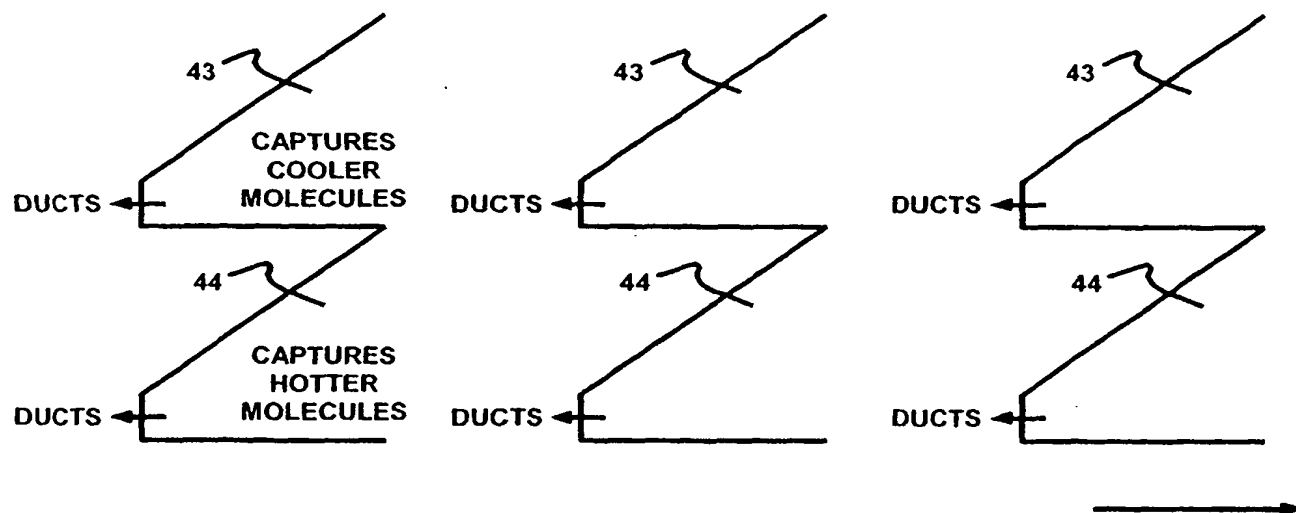 43 43 43
CAPTURES
COOLER
MOLECULES
DUCTS DUCTS DUCTS
44 44 44
CAPTURES
HOTTER
MOLECULES
DUCTS DUCTS DUCTS